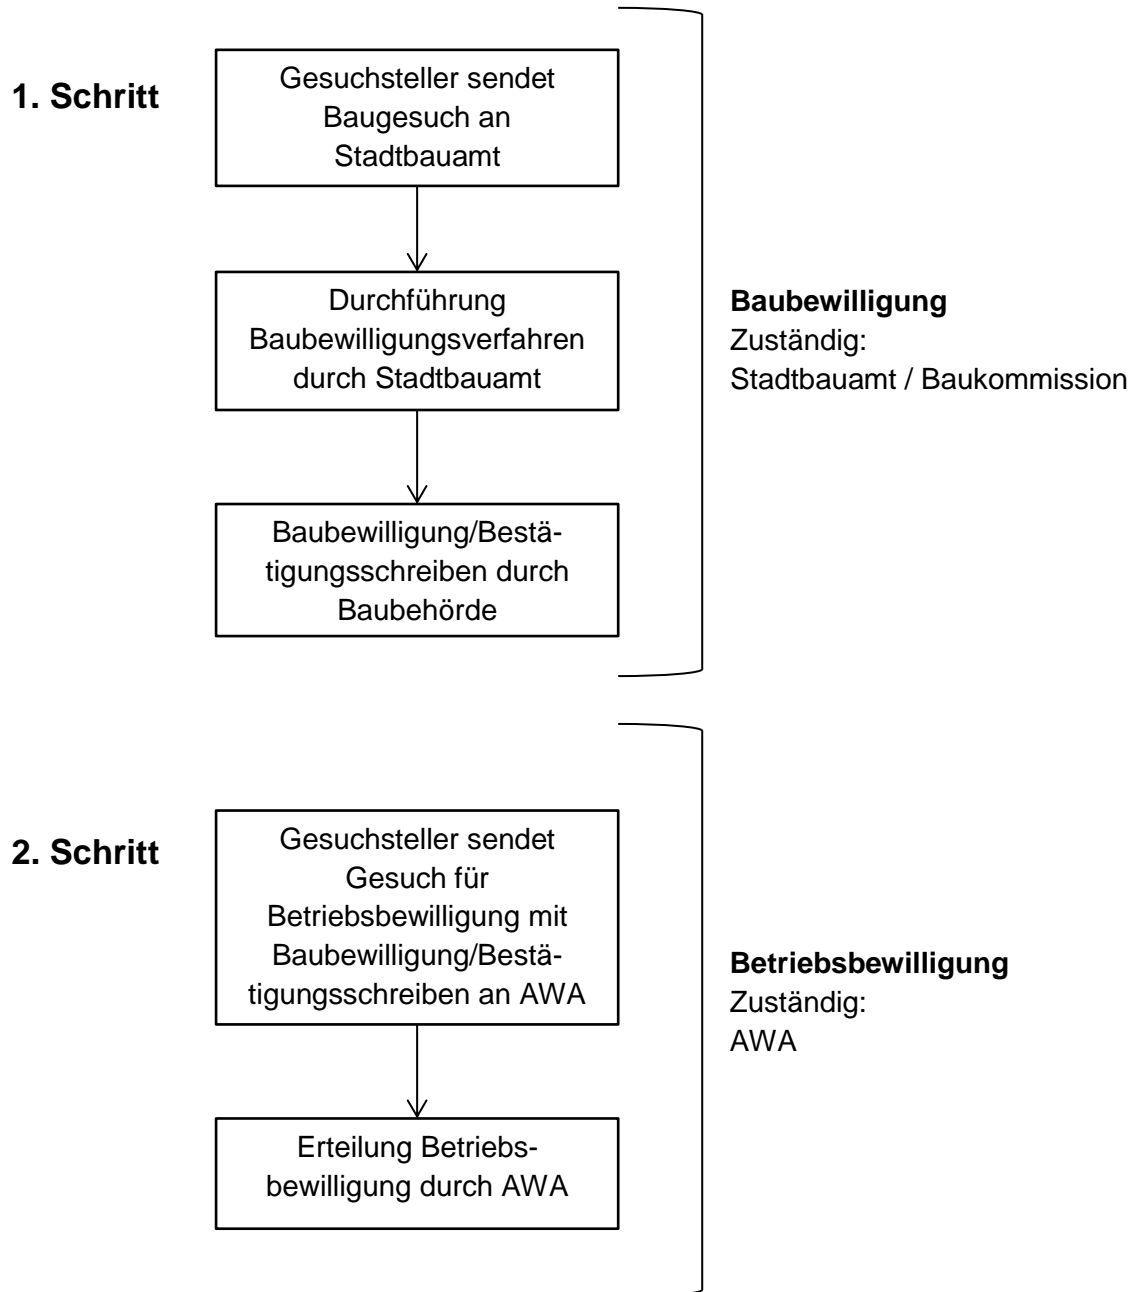 1. Schritt
Gesuchsteller sendet
Baugesuch an
Stadtbauamt
Durchführung
Baubewilligungsverfahren
durch Stadtbauamt
Baubewilligung/Bestä-
tigungsschreiben durch
Baubehörde
Baubewilligung
Zuständig:
Stadtbauamt / Baukommission
2. Schritt
Gesuchsteller sendet
Gesuch für
Betriebsbewilligung mit
Baubewilligung/Bestä-
tigungsschreiben an AWA
Erteilung Betriebs-
bewilligung durch AWA
Betriebsbewilligung
Zuständig:
AWA